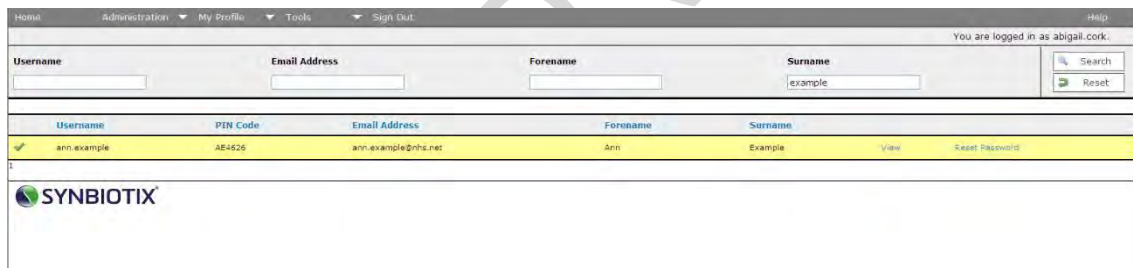 Home Administration My Profile Tools Sign Out Help
You are logged in as abigail.cork.
Username Email Address Forename Surname Search
example Reset
Username PIN Code Email Address Forename Surname
ann.example AE4626 ann.example@nhs.net Ann Example View Reset Password
1
SYNBIOTIX